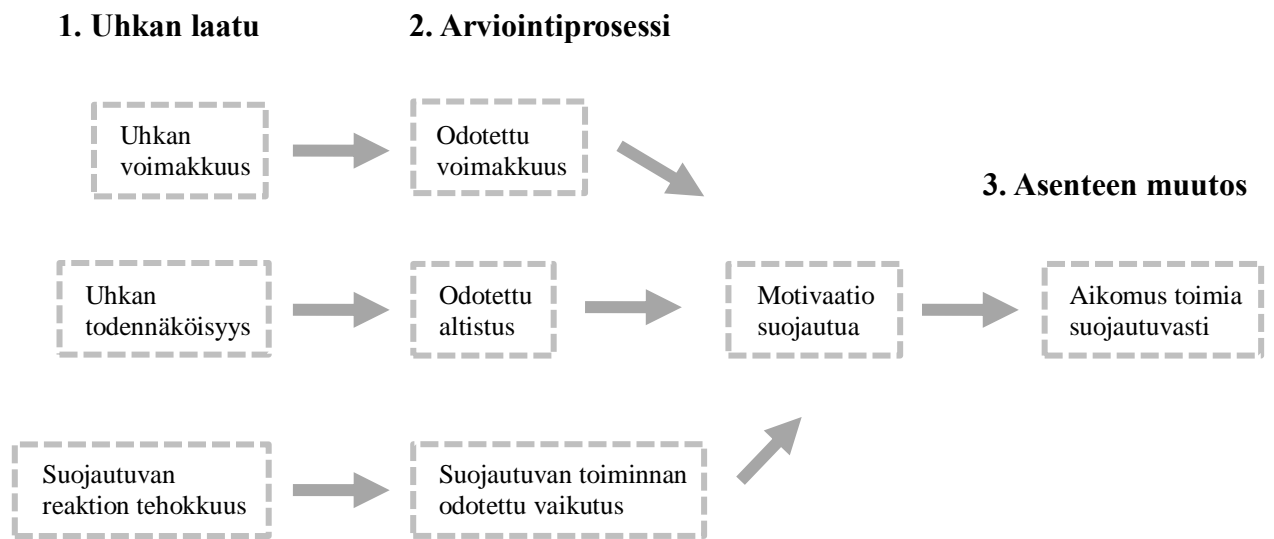 1. Uhkan laatu
2. Arviointiprosessi
Uhkan
voimakkuus
Odotettu
voimakkuus
3. Asenteen muutos
Uhkan
todennäköisyys
Odotettu
altistus
Motivaatio
suojautua
Aikomus toimia
suojautuvasti
Suojautuvan
reaktion tehokkuus
Suojautuvan toiminnan
odotettu vaikutus